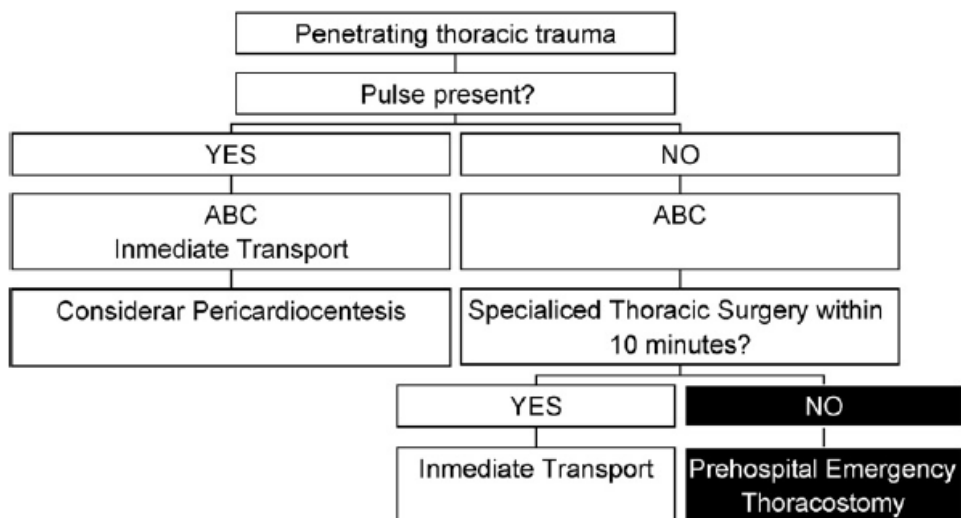 Penetrating thoracic trauma
Pulse present?
YES
NO
ABC
Inmediate Transport
ABC
Considerar Pericardiocentesis
Specialiced Thoracic Surgery within
10 minutes?
YES
NO
Inmediate Transport
Prehospital Emergency
Thoracostomy